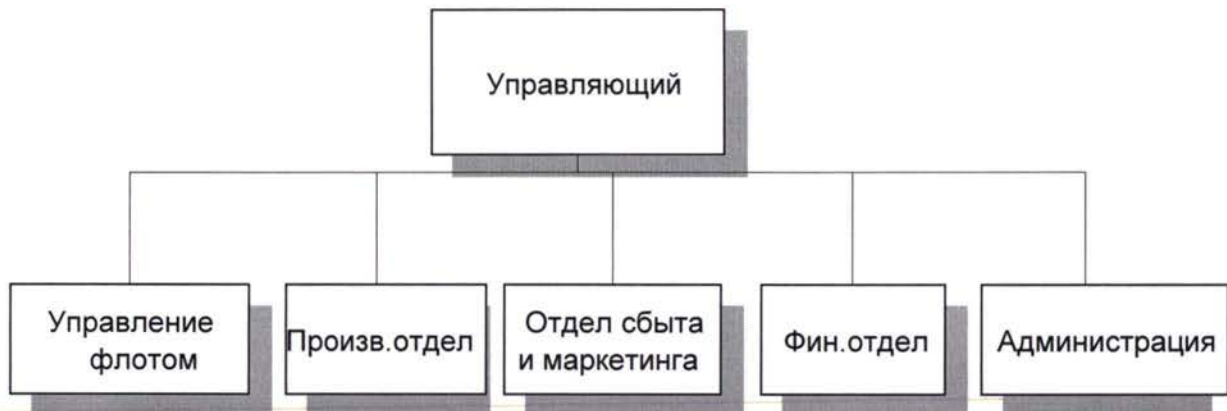 Управляющий
Управление
флотом
Произв.отдел
Отдел сбыта
и маркетинга
Фин.отдел
Администрация